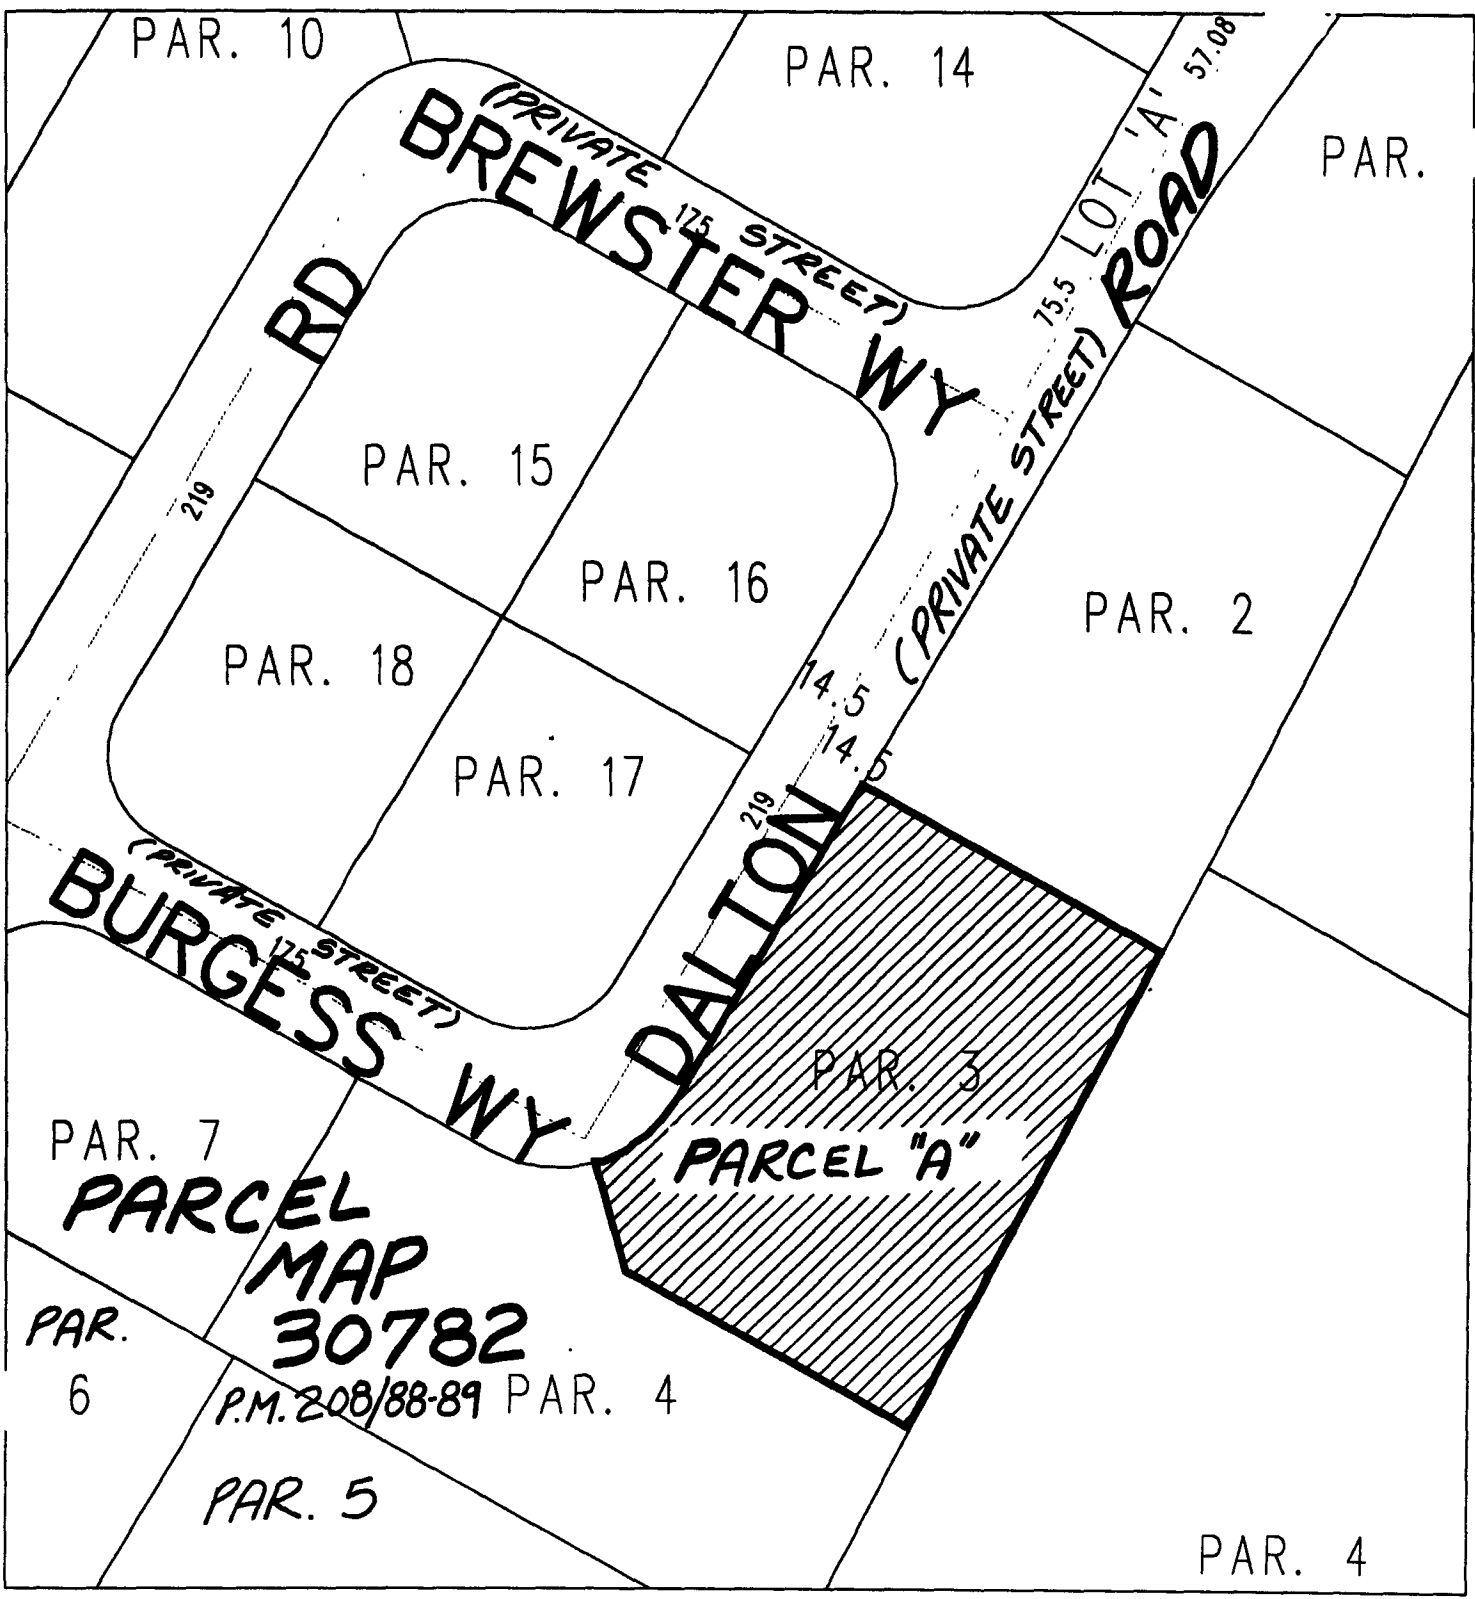 PAR. 10
PAR. 14
57.08
LOT 'A'
PAR.
(PRIVATE STREET)
BREWSTER WY
175
75.5
DALTON ROAD
(PRIVATE STREET)
RD
219
PAR. 15
PAR. 16
PAR. 2
PAR. 18
14.5
14.5
PAR. 17
219
(PRIVATE STREET)
BURGESS WY
175
PAR. 3
PARCEL "A"
PAR. 7
PARCEL
MAP
30782
P.M. 208/88-89
PAR.
6
PAR. 4
PAR. 5
PAR. 4